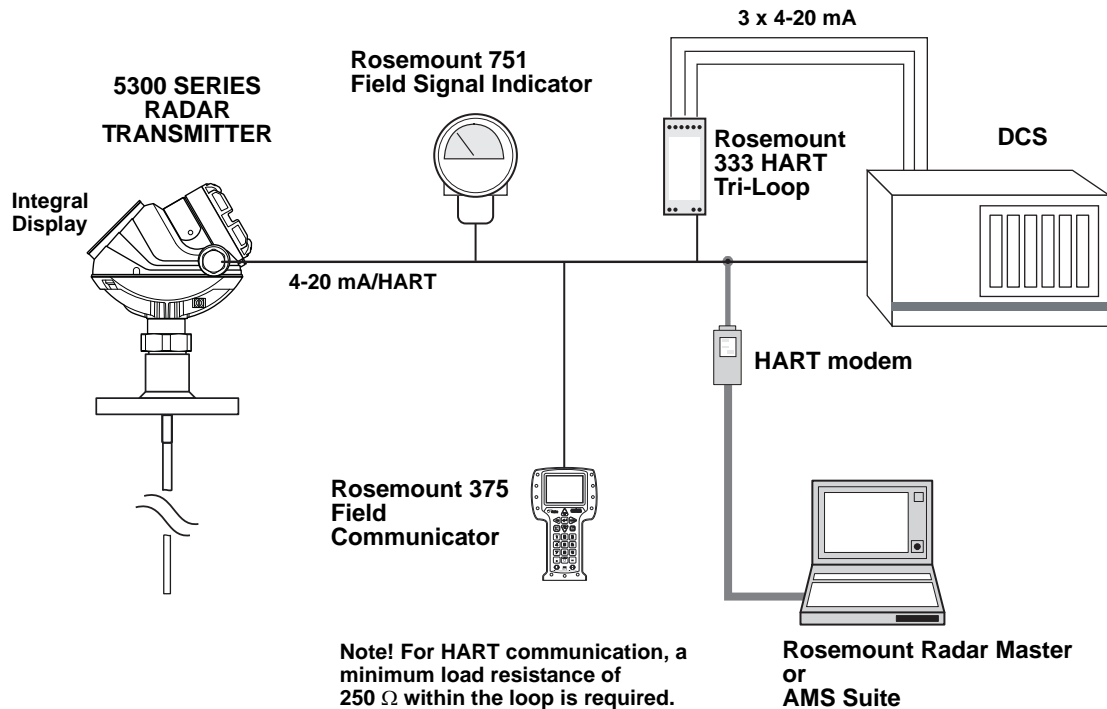 3 x 4-20 mA
Rosemount 751
Field Signal Indicator
5300 SERIES
RADAR
TRANSMITTER
Rosemount
333 HART
Tri-Loop
DCS
Integral
Display
4-20 mA/HART
HART modem
Rosemount 375
Field
Communicator
Note! For HART communication, a
minimum load resistance of
250 Ω within the loop is required.
Rosemount Radar Master
or
AMS Suite